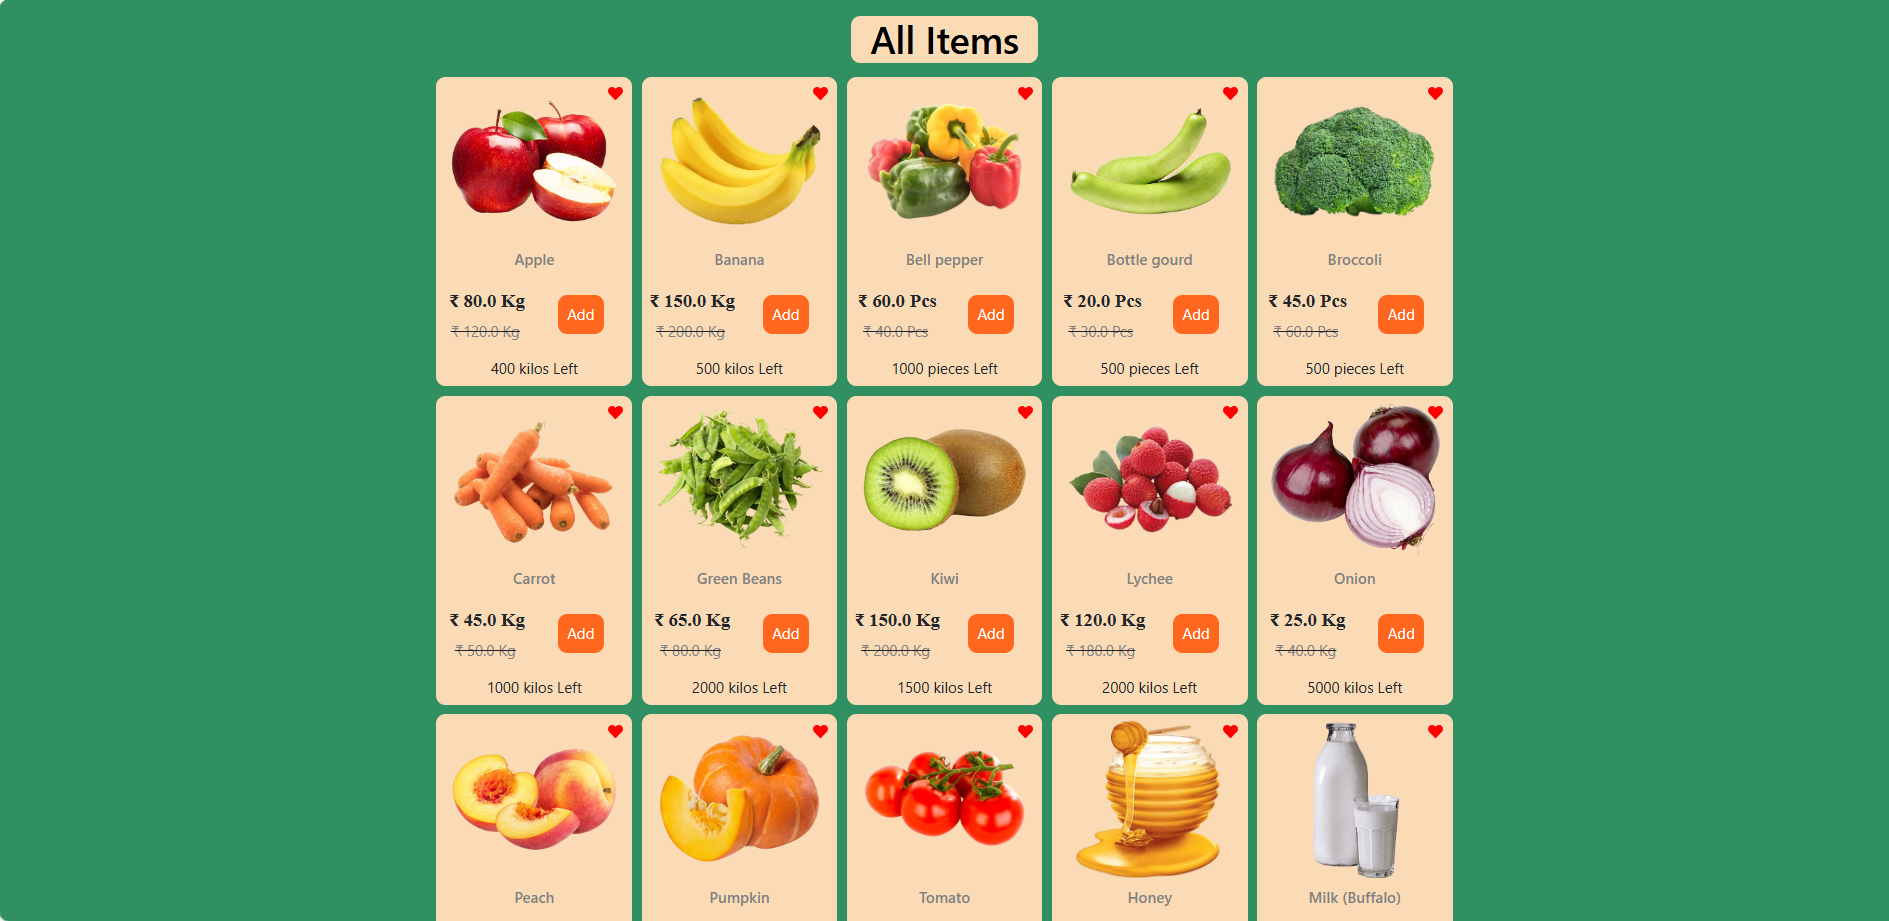 All Items
Apple
₹ 80.0 Kg
₹ 120.0 Kg
Add
400 kilos Left
Banana
₹ 150.0 Kg
₹ 200.0 Kg
Add
500 kilos Left
Bell pepper
₹ 60.0 Pcs
₹ 40.0 Pcs
Add
1000 pieces Left
Bottle gourd
₹ 20.0 Pcs
₹ 30.0 Pcs
Add
500 pieces Left
Broccoli
₹ 45.0 Pcs
₹ 60.0 Pcs
Add
500 pieces Left
Carrot
₹ 45.0 Kg
₹ 50.0 Kg
Add
1000 kilos Left
Green Beans
₹ 65.0 Kg
₹ 80.0 Kg
Add
2000 kilos Left
Kiwi
₹ 150.0 Kg
₹ 200.0 Kg
Add
1500 kilos Left
Lychee
₹ 120.0 Kg
₹ 180.0 Kg
Add
2000 kilos Left
Onion
₹ 25.0 Kg
₹ 40.0 Kg
Add
5000 kilos Left
Peach
Pumpkin
Tomato
Honey
Milk (Buffalo)